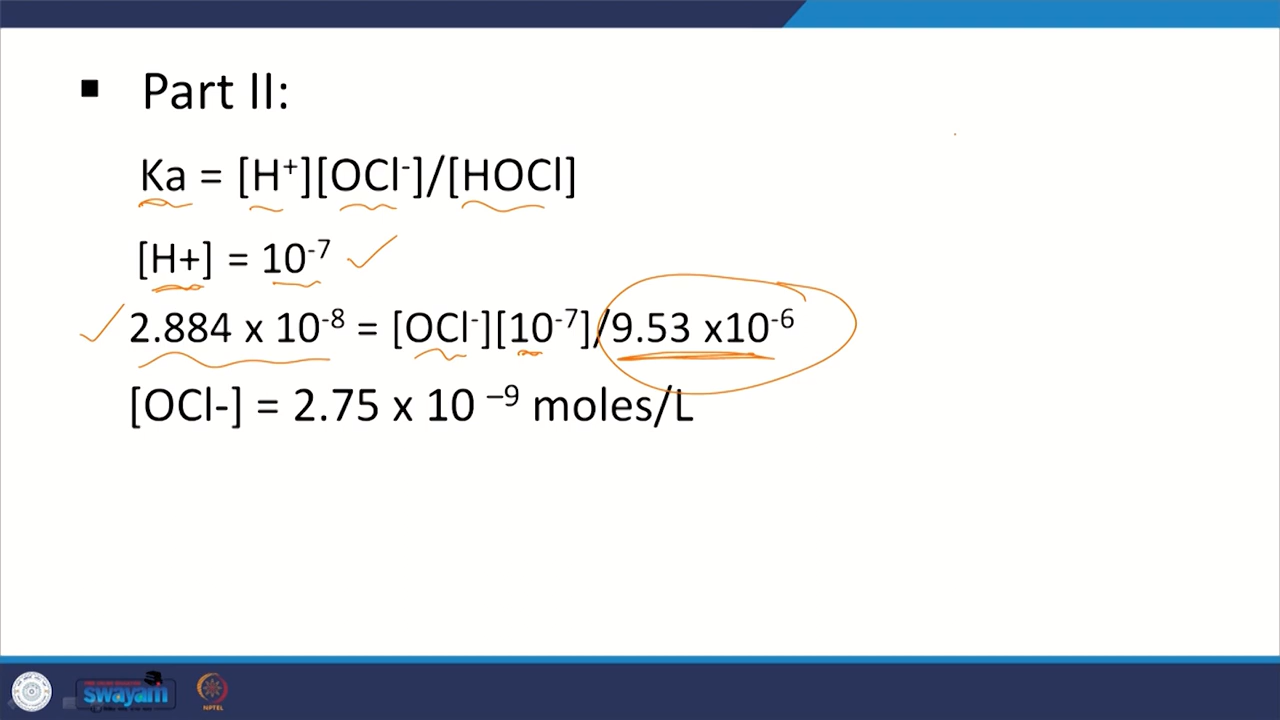 ▪ Part II:
Ka = [H⁺][OCl⁻]/[HOCl]
[H+] = 10⁻⁷
2.884 x 10⁻⁸ = [OCl⁻][10⁻⁷]/9.53 x10⁻⁶
[OCl-] = 2.75 x 10 ⁻⁹ moles/L
swayam
NPTEL